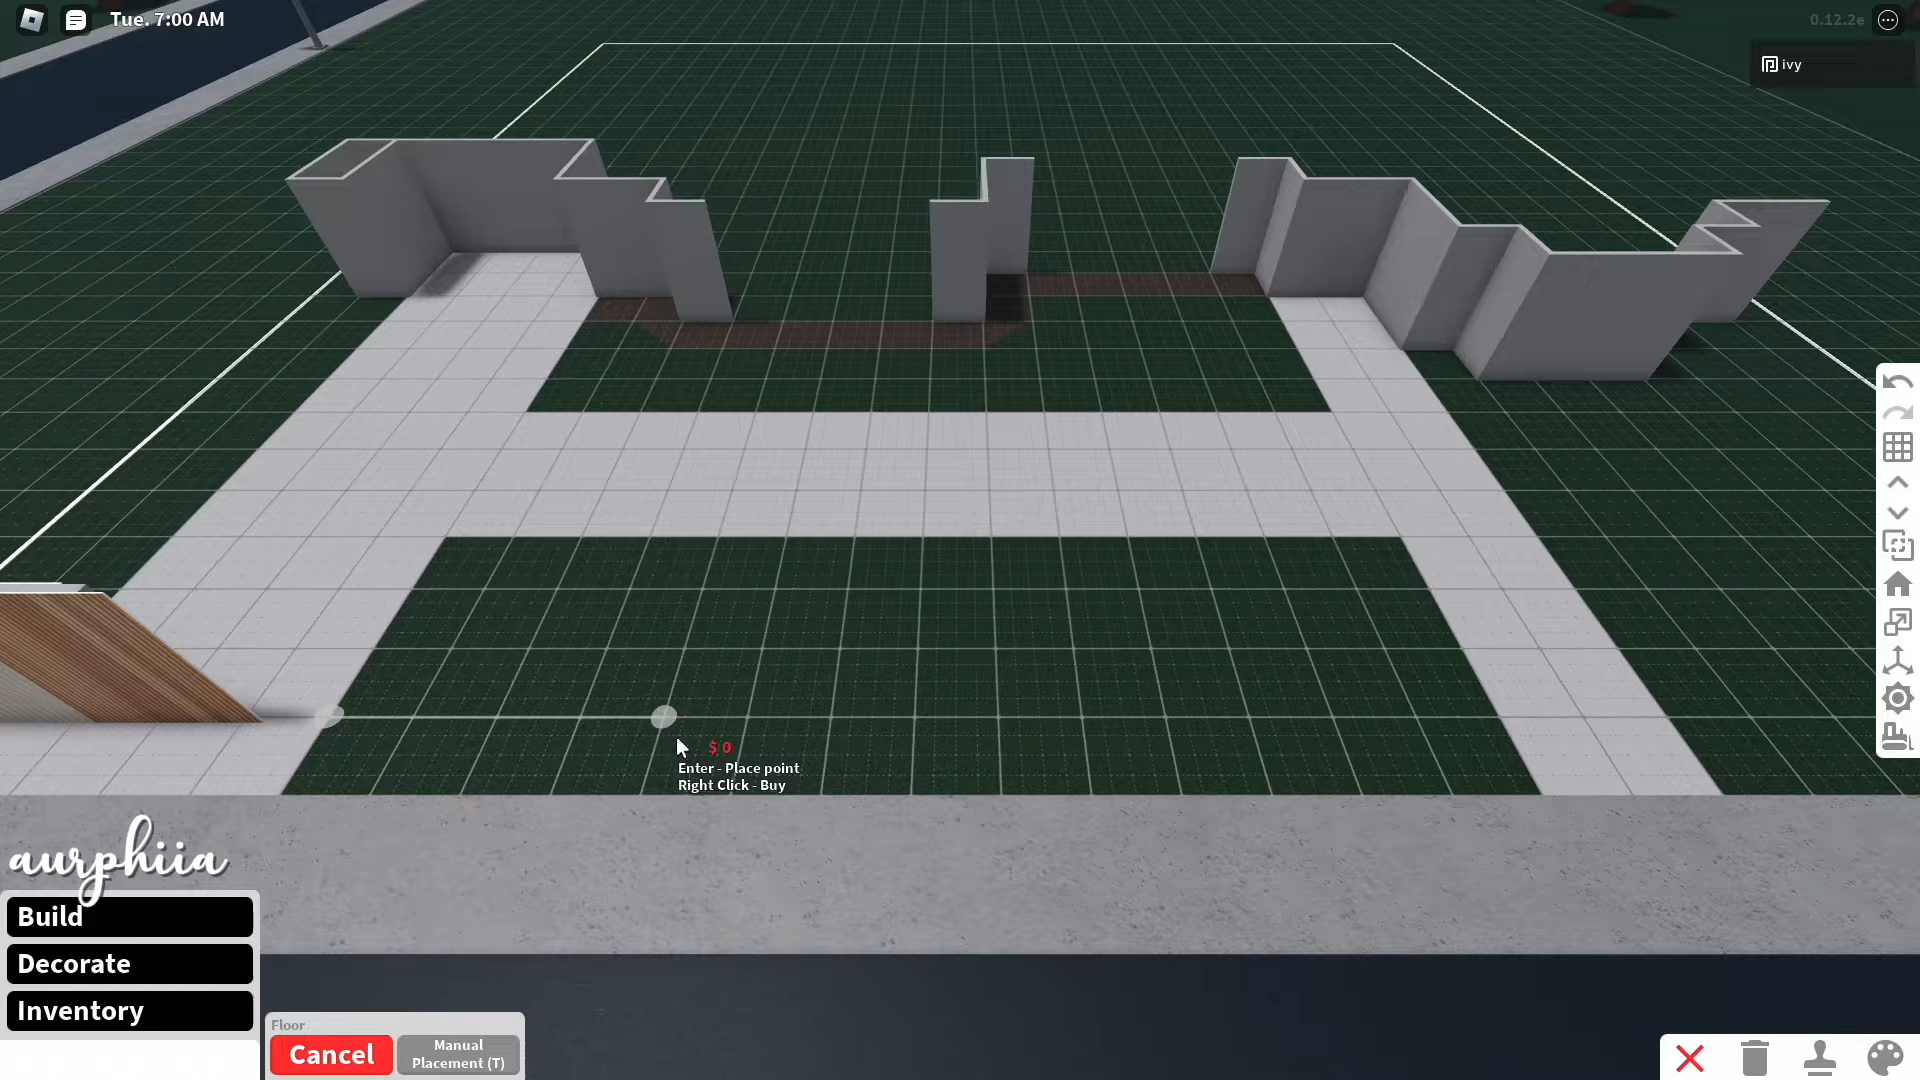 Tue. 7:00 AM
0.12.2e
ivy
$ 0
Enter - Place point
Right Click - Buy
aurphiia
Build
Decorate
Inventory
Floor
Cancel
Manual
Placement (T)